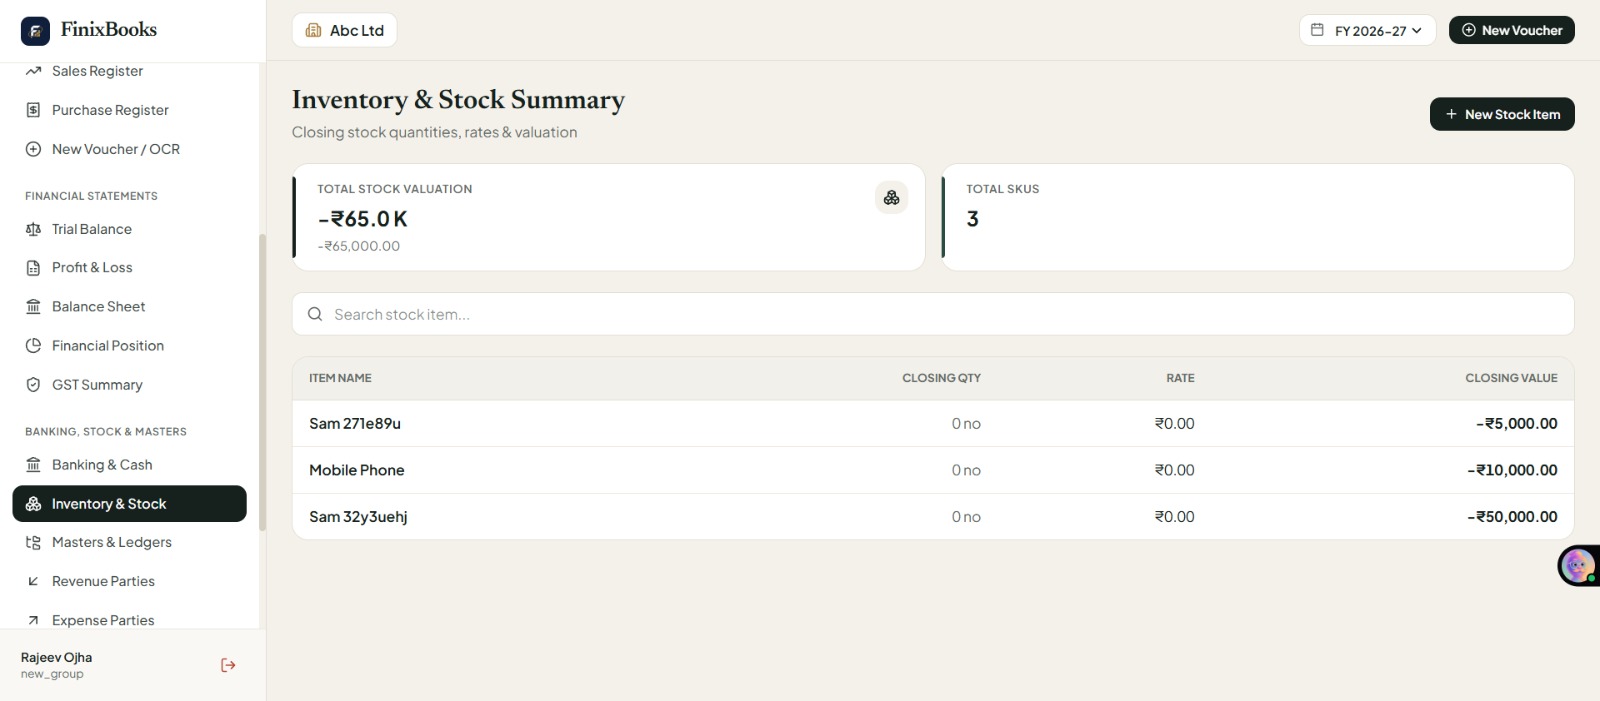 FinixBooks
Sales Register
Purchase Register
New Voucher / OCR
FINANCIAL STATEMENTS
Trial Balance
Profit & Loss
Balance Sheet
Financial Position
GST Summary
BANKING, STOCK & MASTERS
Banking & Cash
Inventory & Stock
Masters & Ledgers
Revenue Parties
Expense Parties
Rajeev Ojha
new_group
Abc Ltd
FY 2026-27
New Voucher
Inventory & Stock Summary
Closing stock quantities, rates & valuation
New Stock Item
TOTAL STOCK VALUATION
-₹65.0 K
-₹65,000.00
TOTAL SKUS
3
Search stock item...
ITEM NAME CLOSING QTY RATE CLOSING VALUE
Sam 271e89u 0 no ₹0.00 -₹5,000.00
Mobile Phone 0 no ₹0.00 -₹10,000.00
Sam 32y3uehj 0 no ₹0.00 -₹50,000.00